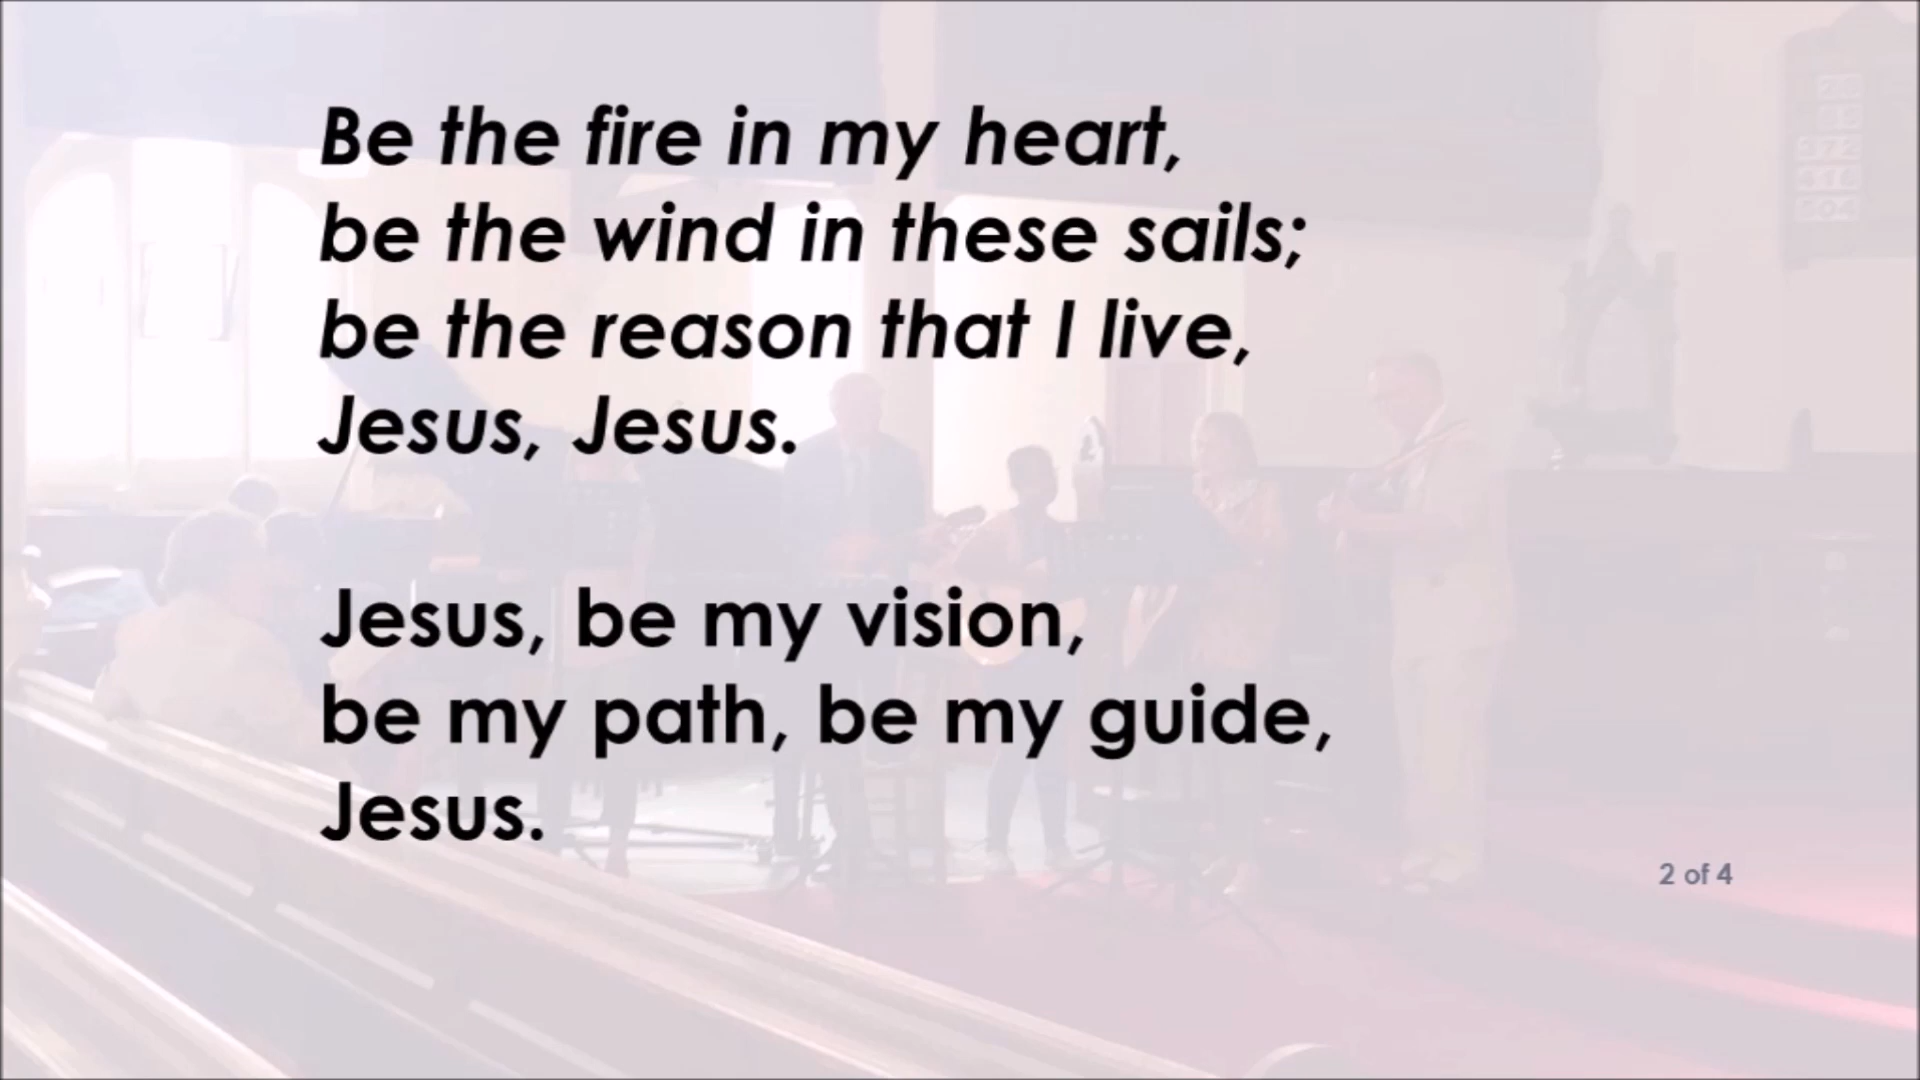 Be the fire in my heart,
be the wind in these sails;
be the reason that I live,
Jesus, Jesus.
Jesus, be my vision,
be my path, be my guide,
Jesus.
2 of 4